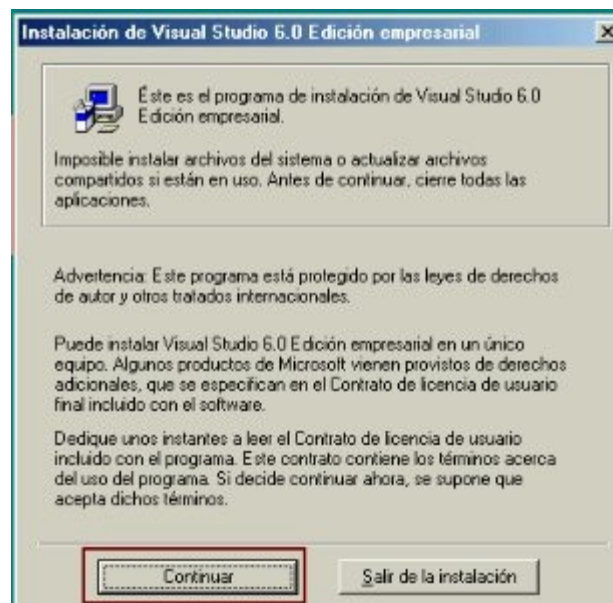 Instalación de Visual Studio 6.0 Edición empresarial
Éste es el programa de instalación de Visual Studio 6.0
Edición empresarial.
Imposible instalar archivos del sistema o actualizar archivos
compartidos si están en uso. Antes de continuar, cierre todas las
aplicaciones.
Advertencia: Este programa está protegido por las leyes de derechos
de autor y otros tratados internacionales.
Puede instalar Visual Studio 6.0 Edición empresarial en un único
equipo. Algunos productos de Microsoft vienen provistos de derechos
adicionales, que se especifican en el Contrato de licencia de usuario
final incluido con el software.
Dedique unos instantes a leer el Contrato de licencia de usuario
incluido con el programa. Este contrato contiene los términos acerca
del uso del programa. Si decide continuar ahora, se supone que
acepta dichos términos.
Continuar
Salir de la instalación